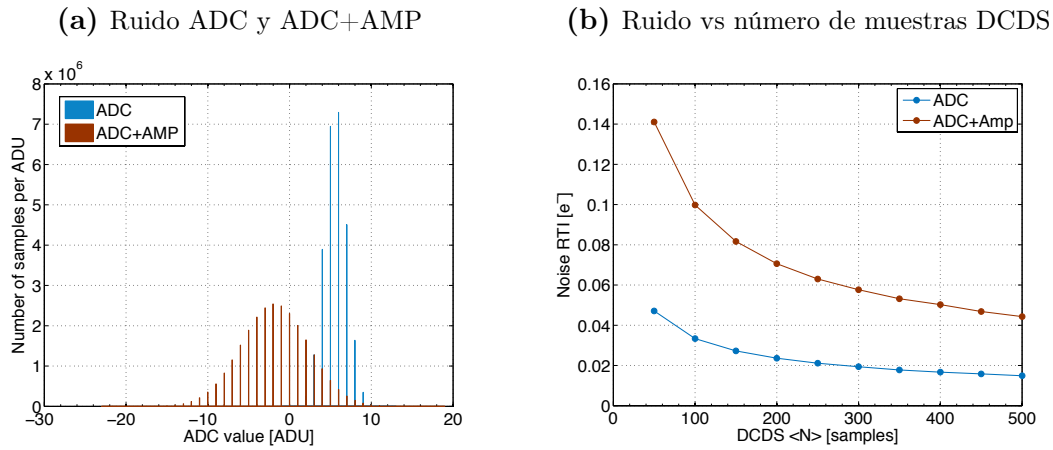 (a) Ruido ADC y ADC+AMP
x 10^6
8
7
6
5
4
3
2
1
0
Number of samples per ADU
ADC
ADC+AMP
−30 −20 −10 0 10 20
ADC value [ADU]
(b) Ruido vs número de muestras DCDS
0.16
0.14
0.12
0.1
0.08
0.06
0.04
0.02
0
Noise RTI [e⁻]
ADC
ADC+Amp
0 100 200 300 400 500
DCDS <N> [samples]